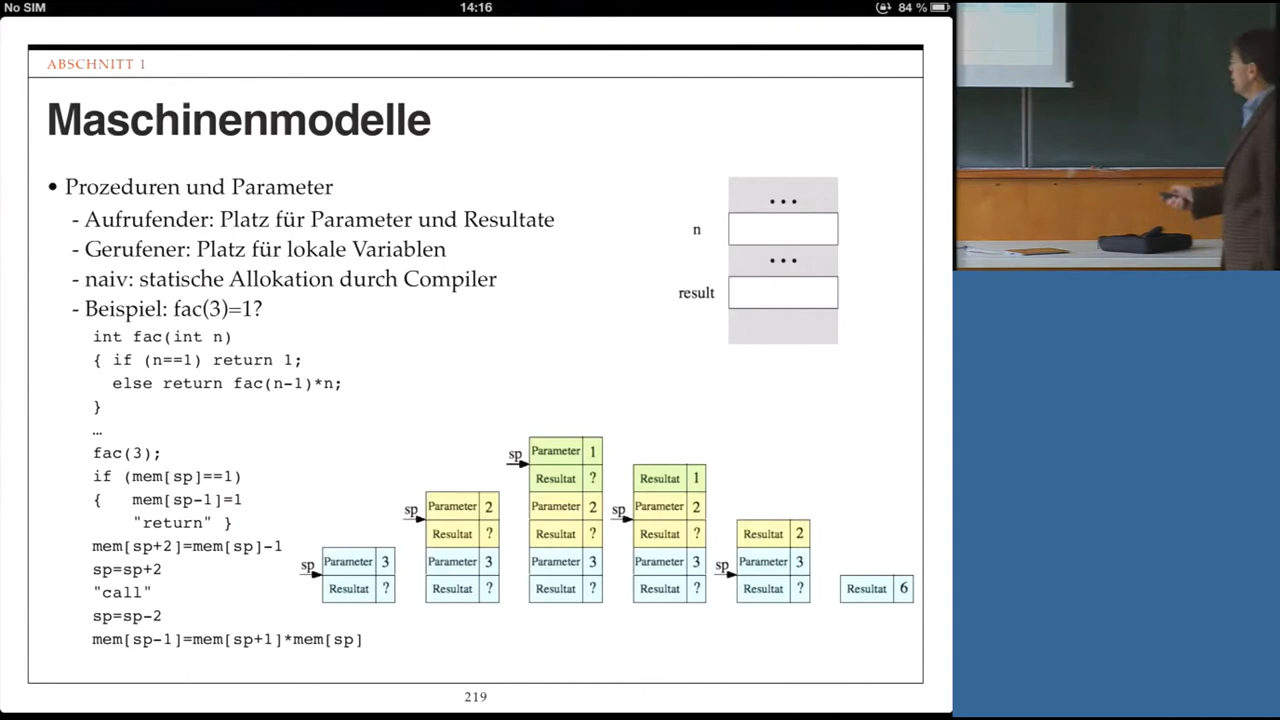 No SIM 14:16 84 %
ABSCHNITT 1
Maschinenmodelle
• Prozeduren und Parameter
- Aufrufender: Platz für Parameter und Resultate
- Gerufener: Platz für lokale Variablen
- naiv: statische Allokation durch Compiler
- Beispiel: fac(3)=1?
int fac(int n)
{ if (n==1) return 1;
else return fac(n-1)*n;
}
…
fac(3);
if (mem[sp]==1)
{ mem[sp-1]=1
"return" }
mem[sp+2]=mem[sp]-1
sp=sp+2
"call"
sp=sp-2
mem[sp-1]=mem[sp+1]*mem[sp]
...
n
...
result
sp
Parameter 3
Resultat ?
sp
Parameter 2
Resultat ?
Parameter 3
Resultat ?
sp
Parameter 1
Resultat ?
Parameter 2
Resultat ?
Parameter 3
Resultat ?
sp
Resultat 1
Parameter 2
Resultat ?
Parameter 3
Resultat ?
sp
Resultat 2
Parameter 3
Resultat ?
Resultat 6
219